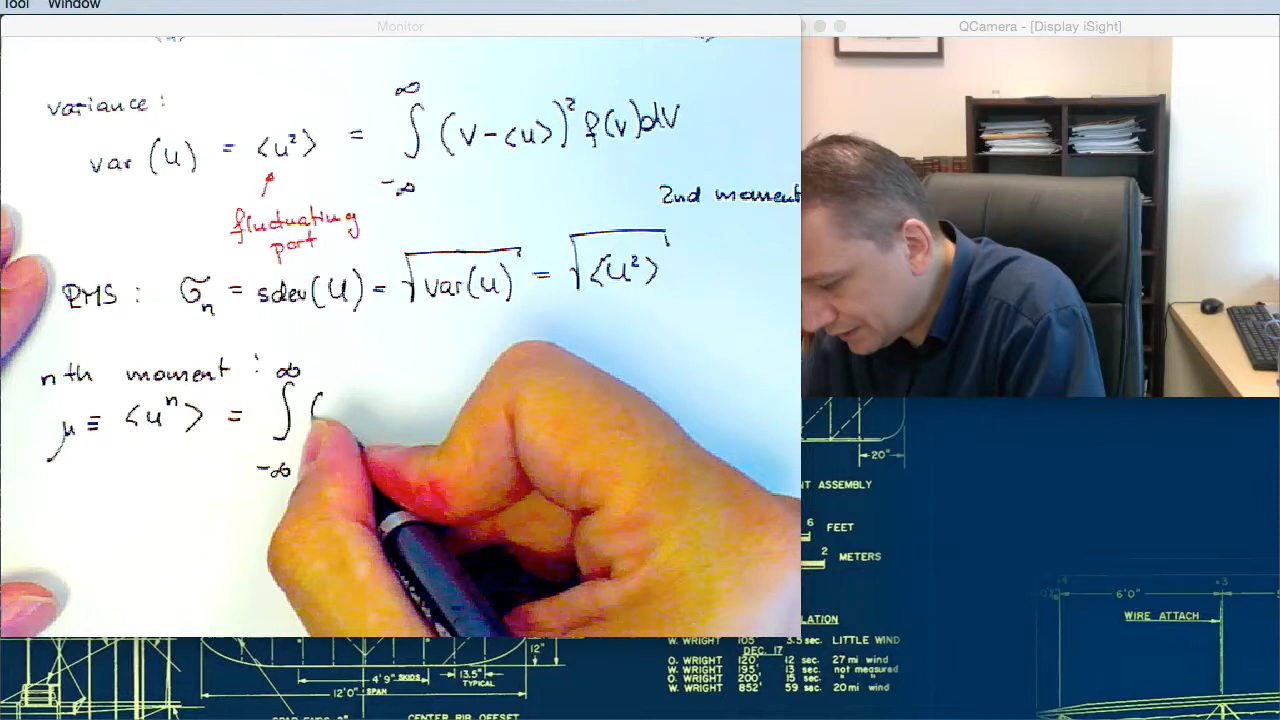 Tool Window
Monitor
QCamera - [Display iSight]
variance :
var (U) = <u²> = ∫ (V-<U>)² f(V)dV
∞
-∞
2nd moment
fluctuating
part
RMS : σₙ = sdev(U) = √var(U) = √<u²>
nth moment :
μ ≡ <uⁿ> = ∫ (
∞
-∞
20"
NT ASSEMBLY
6 FEET
2 METERS
6'0"
+3
WIRE ATTACH
LATION
W. WRIGHT 105' 3.5 sec. LITTLE WIND
DEC. 17
O. WRIGHT 120' 12 sec. 27 mi wind
W. WRIGHT 195' 13 sec. not measured
O. WRIGHT 200' 15 sec. " "
W. WRIGHT 852' 59 sec. 20 mi wind
12"
4'9" SKIDS
13.5"
TYPICAL
12'0" SPAN
CENTER RIB OFFSET